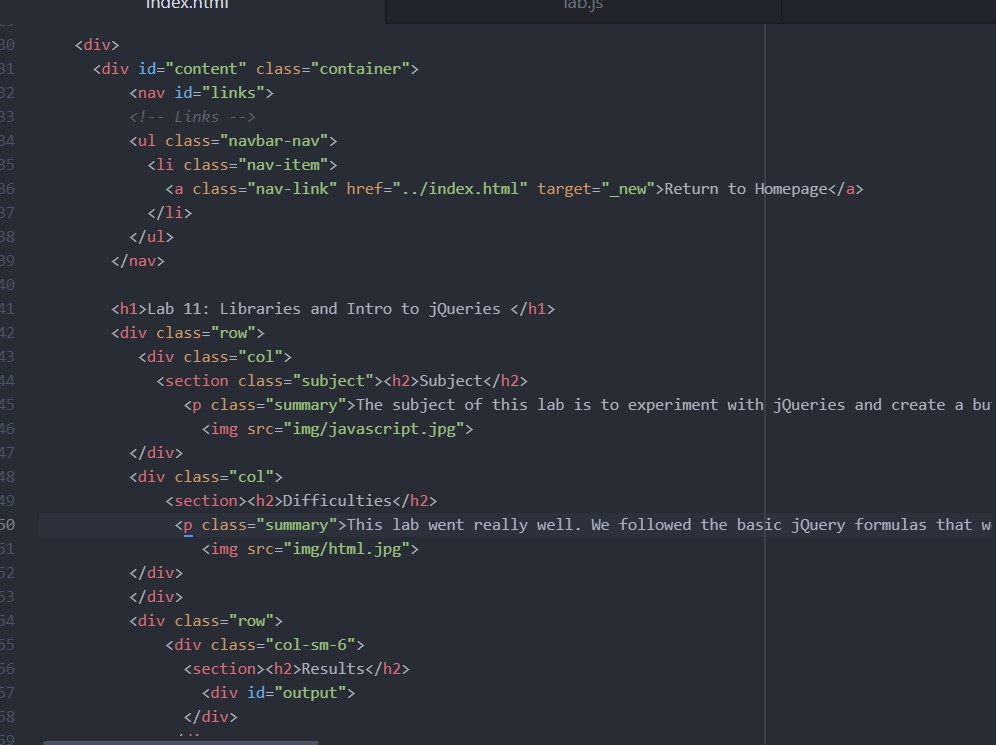 index.html lab.js
30 <div>
31 <div id="content" class="container">
32 <nav id="links">
33 <!-- Links -->
34 <ul class="navbar-nav">
35 <li class="nav-item">
36 <a class="nav-link" href="../index.html" target="_new">Return to Homepage</a>
37 </li>
38 </ul>
39 </nav>
40
41 <h1>Lab 11: Libraries and Intro to jQueries </h1>
42 <div class="row">
43 <div class="col">
44 <section class="subject"><h2>Subject</h2>
45 <p class="summary">The subject of this lab is to experiment with jQueries and create a bu
46 <img src="img/javascript.jpg">
47 </div>
48 <div class="col">
49 <section><h2>Difficulties</h2>
50 <p class="summary">This lab went really well. We followed the basic jQuery formulas that w
51 <img src="img/html.jpg">
52 </div>
53 </div>
54 <div class="row">
55 <div class="col-sm-6">
56 <section><h2>Results</h2>
57 <div id="output">
58 </div>
59